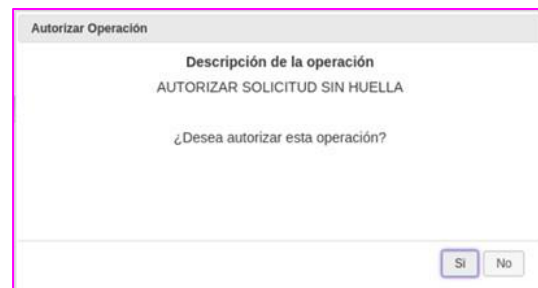 Autorizar Operación
Descripción de la operación
AUTORIZAR SOLICITUD SIN HUELLA
¿Desea autorizar esta operación?
Si
No